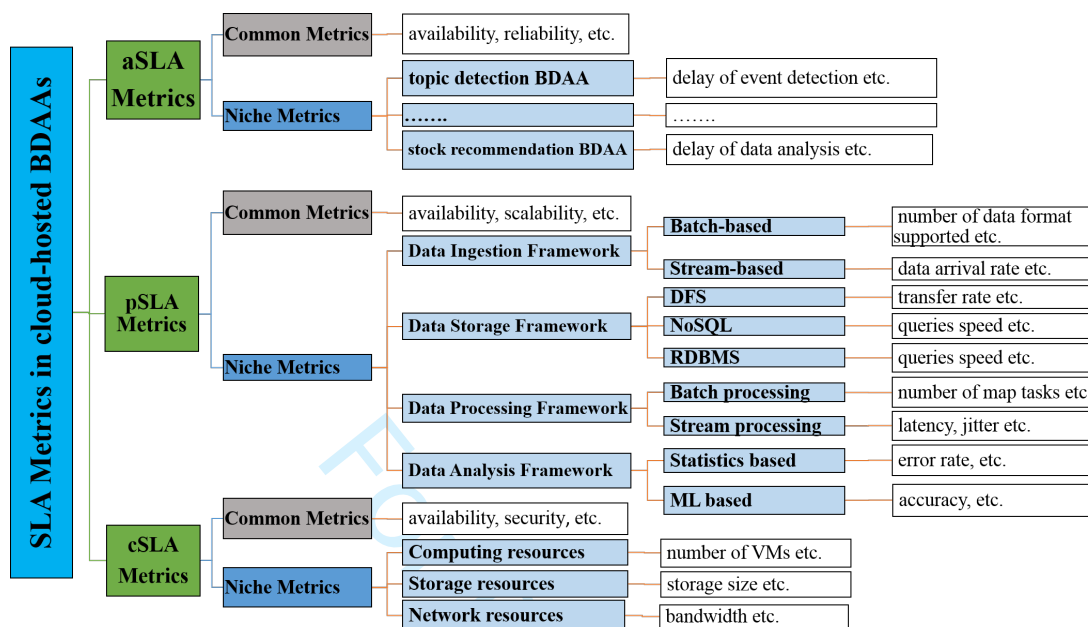 SLA Metrics in cloud-hosted BDAAs
aSLA
Metrics
Common Metrics
availability, reliability, etc.
Niche Metrics
topic detection BDAA
delay of event detection etc.
…….
…….
stock recommendation BDAA
delay of data analysis etc.
pSLA
Metrics
Common Metrics
availability, scalability, etc.
Niche Metrics
Data Ingestion Framework
Batch-based
number of data format
supported etc.
Stream-based
data arrival rate etc.
Data Storage Framework
DFS
transfer rate etc.
NoSQL
queries speed etc.
RDBMS
queries speed etc.
Data Processing Framework
Batch processing
number of map tasks etc
Stream processing
latency, jitter etc.
Data Analysis Framework
Statistics based
error rate, etc.
ML based
accuracy, etc.
cSLA
Metrics
Common Metrics
availability, security, etc.
Niche Metrics
Computing resources
number of VMs etc.
Storage resources
storage size etc.
Network resources
bandwidth etc.
Fo